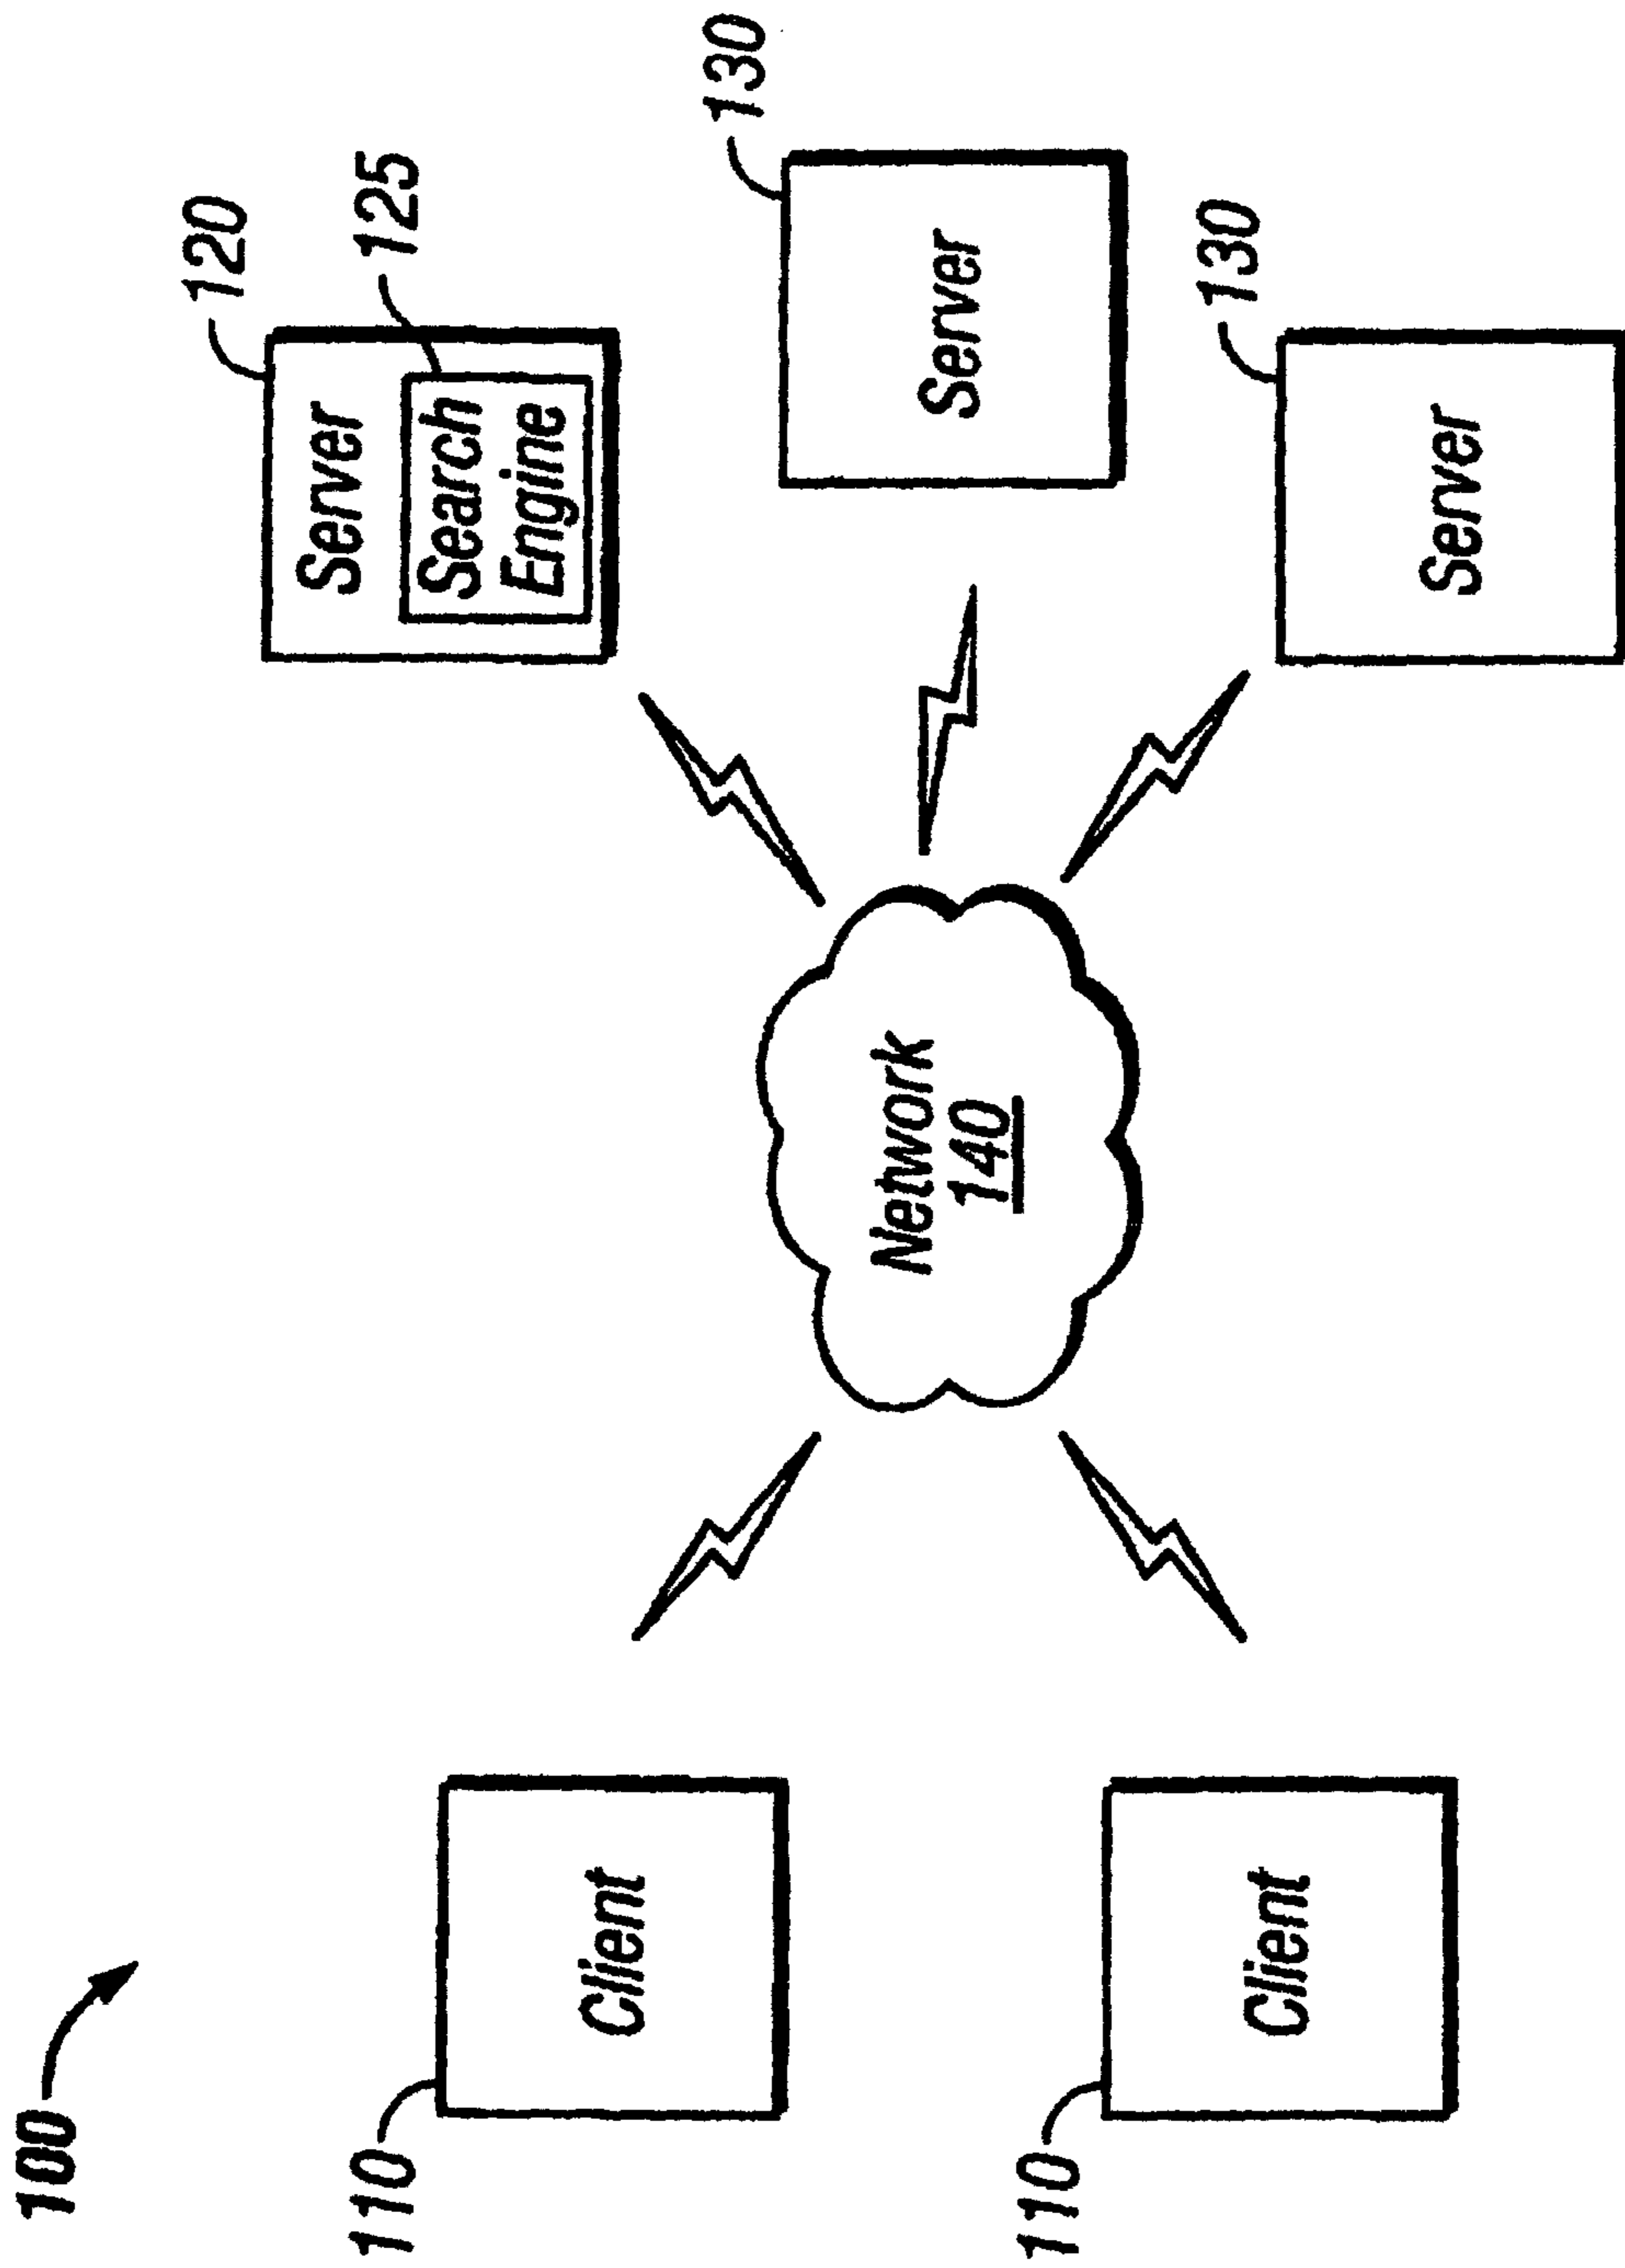 100
110
Client
110
Client
Network
140
120
Server
125
Search
Engine
130
Server
130
Server